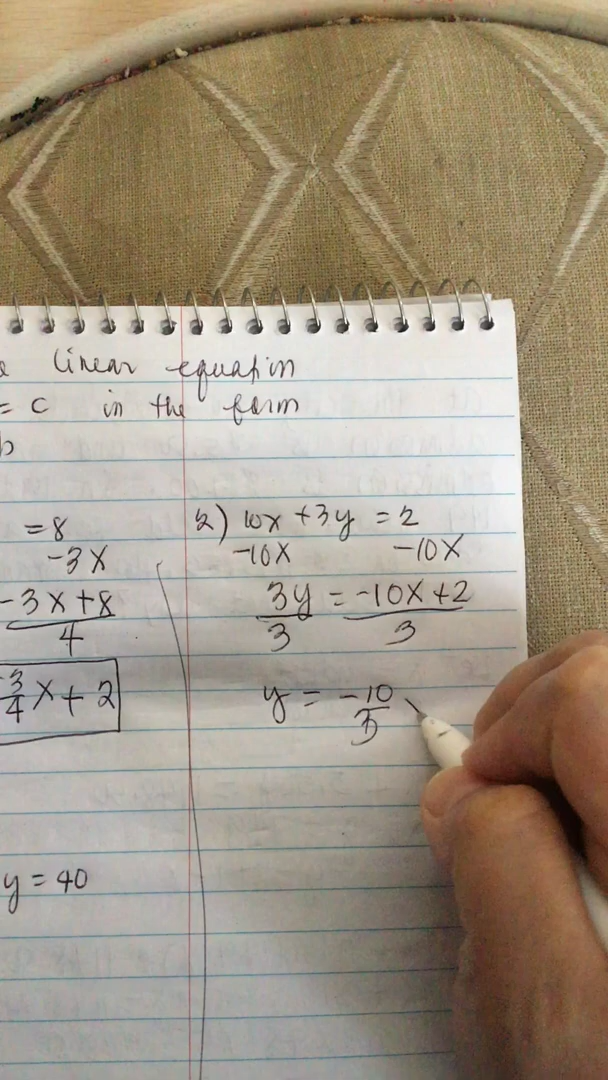 linear equation
= c in the form
b
= 8
-3x
-3x+8
4
-3/4 x + 2
y = 40
2) 10x +3y = 2
-10x -10x
3y = -10x+2
3 3
y = -10
3